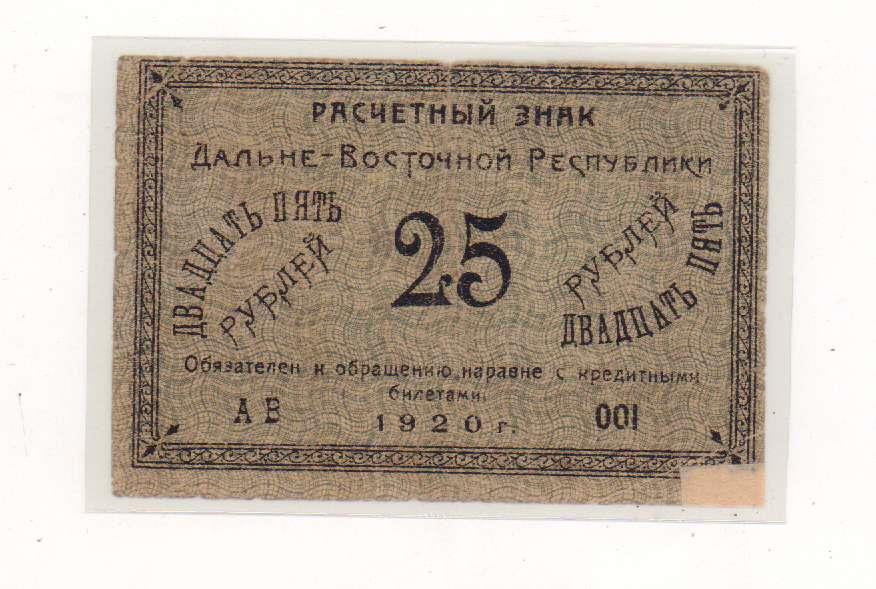 РАСЧЕТНЫЙ ЗНАК
ДАЛЬНЕ-ВОСТОЧНОЙ РЕСПУБЛИКИ
ДВАДЦАТЬ ПЯТЬ
РУБЛЕЙ
25
РУБЛЕЙ
ДВАДЦАТЬ ПЯТЬ
Обязателен к обращению наравне с кредитными
билетами.
АВ 001
1920 г.